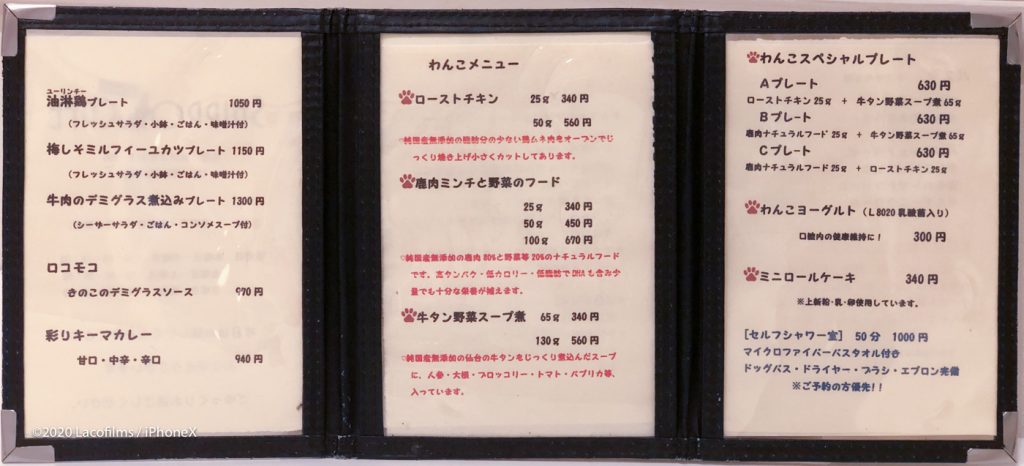 ユーリンチー
油淋鶏プレート 1050円
(フレッシュサラダ・小鉢・ごはん・味噌汁付)
梅しそミルフィーユカツプレート 1150円
(フレッシュサラダ・小鉢・ごはん・味噌汁付)
牛肉のデミグラス煮込みプレート 1300円
(シーザーサラダ・ごはん・コンソメスープ付)
ロコモコ
きのこのデミグラスソース 970円
彩りキーマカレー
甘口・中辛・辛口 940円
わんこメニュー
ローストチキン 25g 340円
50g 560円
○純国産無添加の脂肪分の少ない鶏ムネ肉をオーブンでじ
っくり焼き上げ小さくカットしてあります。
鹿肉ミンチと野菜のフード
25g 340円
50g 450円
100g 670円
○純国産無添加の鹿肉80%と野菜等20%のナチュラルフード
です。高タンパク・低カロリー・低脂肪でDHAも含み少
量でも十分な栄養が補えます。
牛タン野菜スープ煮 65g 340円
130g 560円
○純国産無添加の仙台の牛タンをじっくり煮込んだスープ
に、人参・大根・ブロッコリー・トマト・パプリカ等、
入っています。
わんこスペシャルプレート
Aプレート 630円
ローストチキン25g + 牛タン野菜スープ煮65g
Bプレート 630円
鹿肉ナチュラルフード25g + 牛タン野菜スープ煮65g
Cプレート 630円
鹿肉ナチュラルフード25g + ローストチキン25g
わんこヨーグルト(L8020乳酸菌入り)
口腔内の健康維持に! 300円
ミニロールケーキ 340円
※上新粉・乳・卵使用しています。
[セルフシャワー室] 50分 1000円
マイクロファイバーバスタオル付き
ドッグバス・ドライヤー・ブラシ・エプロン完備
※ご予約の方優先!!
©2020 Lacofilms/iPhoneX